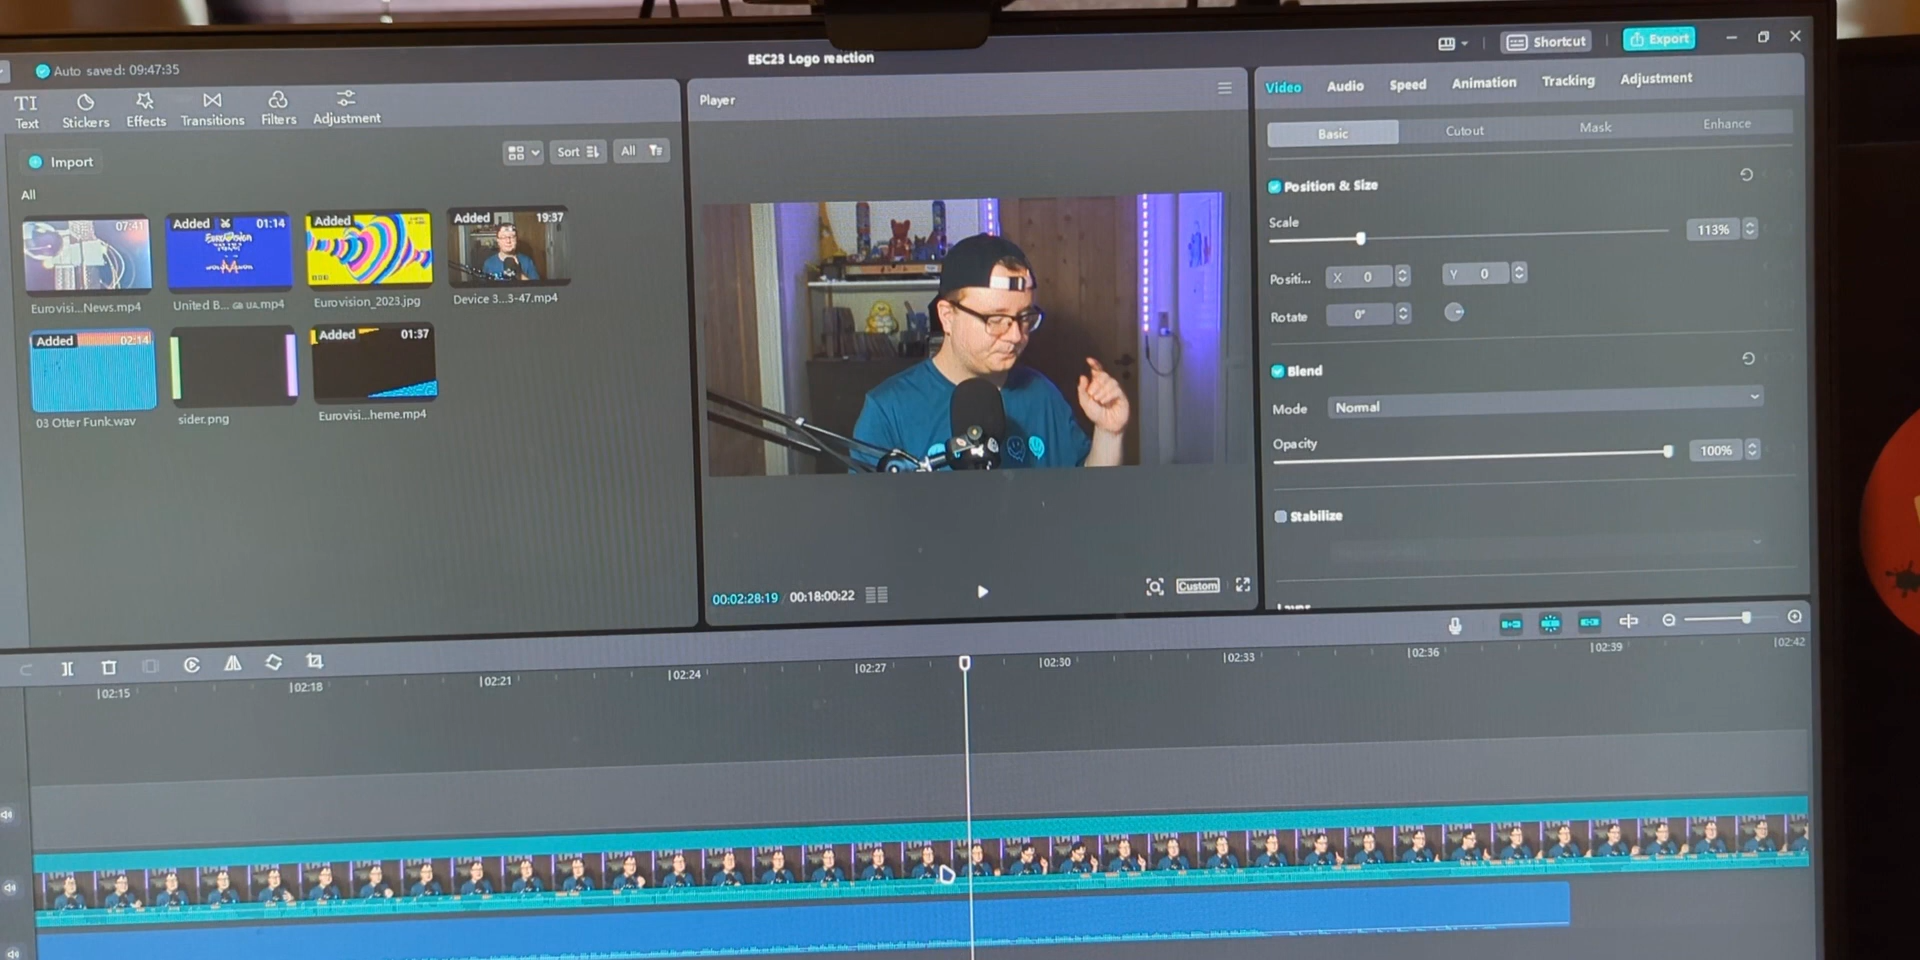 ESC23 Logo reaction
Shortcut
Export
Auto saved: 09:47:35
TI
Text
Stickers
Effects
Transitions
Filters
Adjustment
Import
Sort
All
All
07:41
Eurovisi...News.mp4
Added 01:14
United B...
Added
Eurovision_2023.jpg
Added 19:37
Device 3...3-47.mp4
Added 02:14
03 Otter Funk.wav
sider.png
Added 01:37
Eurovisi...heme.mp4
Player
00:02:28:19 00:18:00:22
Custom
Video Audio Speed Animation Tracking Adjustment
Basic Cutout Mask Enhance
Position & Size
Scale 113%
Positi... X 0 Y 0
Rotate 0°
Blend
Mode Normal
Opacity 100%
Stabilize
02:15 02:18 02:21 02:24 02:27 02:30 02:33 02:36 02:39 02:42